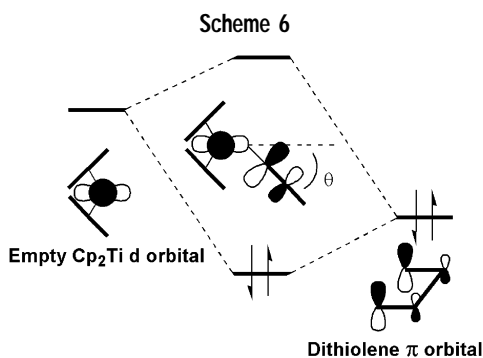 Scheme 6
θ
Empty Cp₂Ti d orbital
Dithiolene π orbital